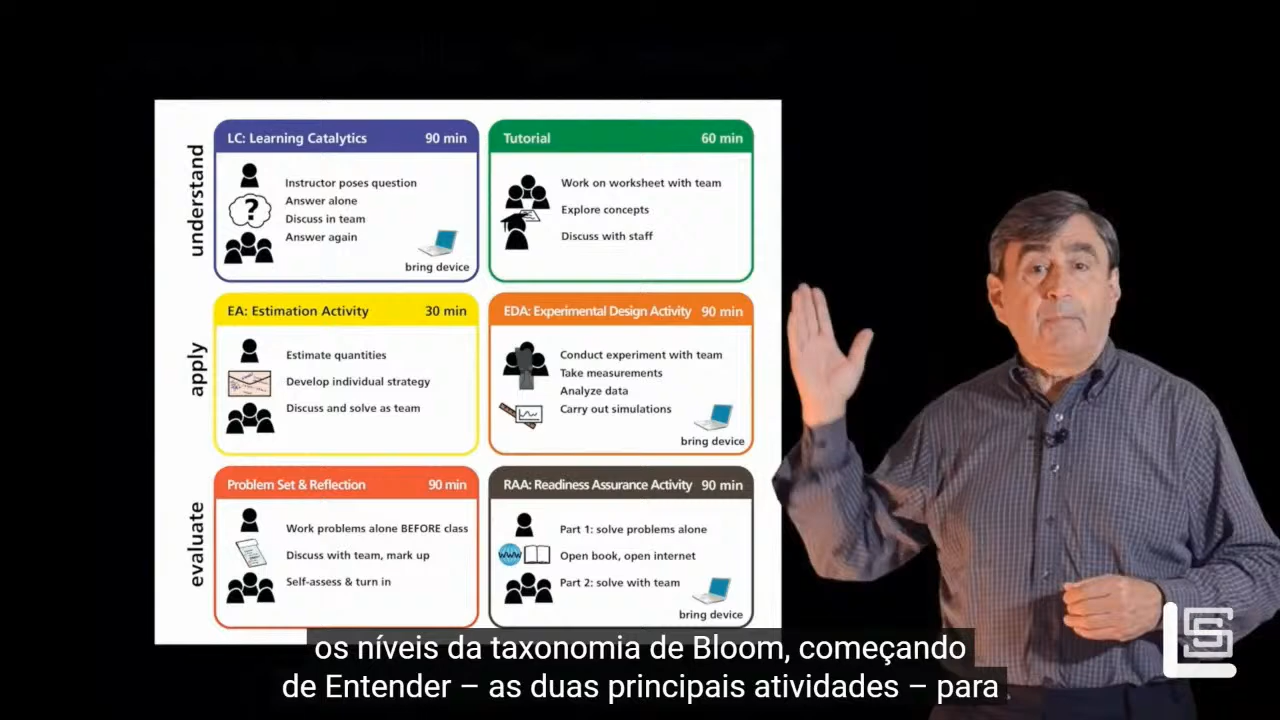 understand
LC: Learning Catalytics 90 min
Instructor poses question
Answer alone
Discuss in team
Answer again
bring device
Tutorial 60 min
Work on worksheet with team
Explore concepts
Discuss with staff
apply
EA: Estimation Activity 30 min
Estimate quantities
Develop individual strategy
Discuss and solve as team
EDA: Experimental Design Activity 90 min
Conduct experiment with team
Take measurements
Analyze data
Carry out simulations
bring device
evaluate
Problem Set & Reflection 90 min
Work problems alone BEFORE class
Discuss with team, mark up
Self-assess & turn in
RAA: Readiness Assurance Activity 90 min
Part 1: solve problems alone
www
Open book, open internet
Part 2: solve with team
bring device
os níveis da taxonomia de Bloom, começando
de Entender – as duas principais atividades – para
LS